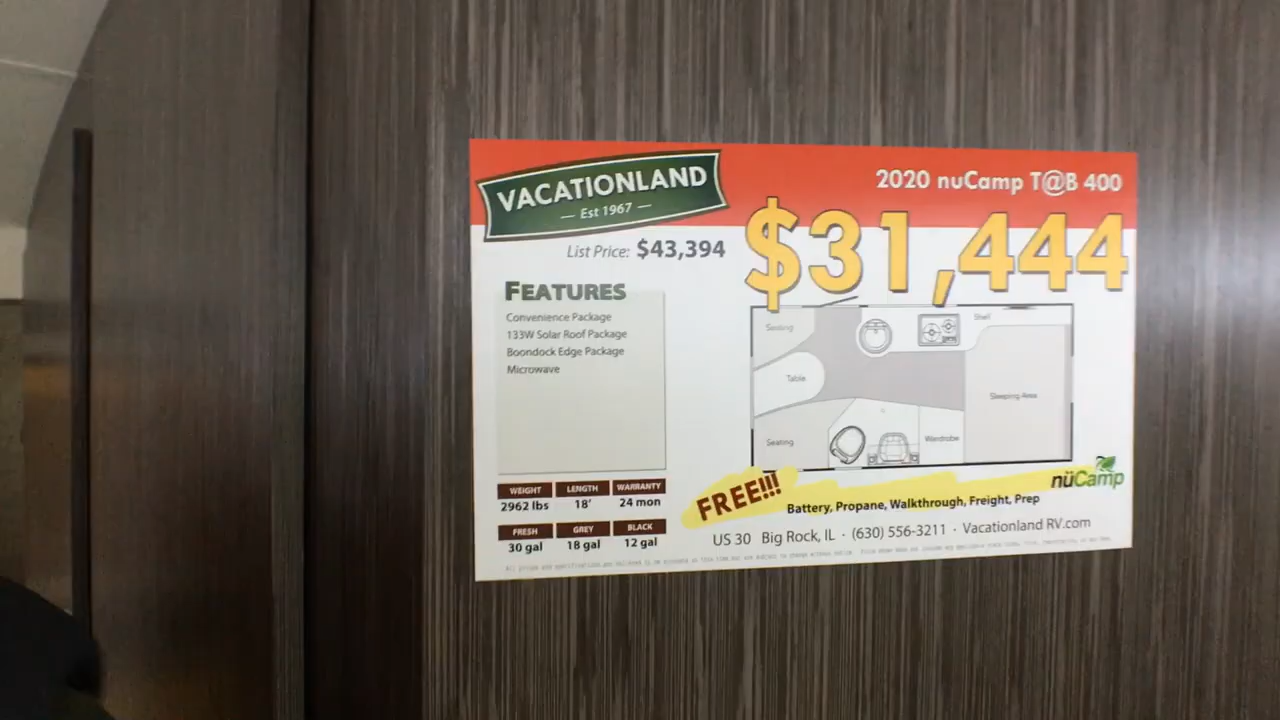 VACATIONLAND
— Est 1967 —
2020 nuCamp T@B 400
List Price: $43,394
$31,444
FEATURES
Convenience Package
133W Solar Roof Package
Boondock Edge Package
Microwave
Seating
Shelf
Table
Sleeping Area
Seating
Wardrobe
WEIGHT LENGTH WARRANTY
2962 lbs 18' 24 mon
FRESH GREY BLACK
30 gal 18 gal 12 gal
FREE!!!
nüCamp
Battery, Propane, Walkthrough, Freight, Prep
US 30 Big Rock, IL · (630) 556-3211 · Vacationland RV.com